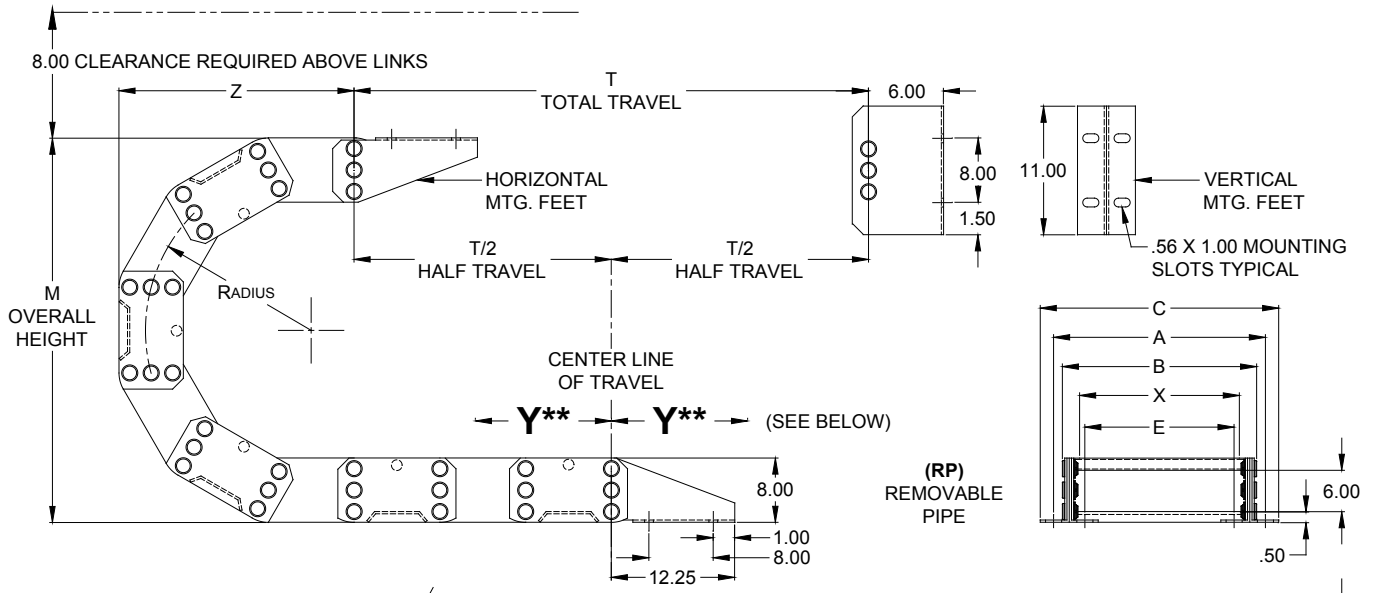 8.00 CLEARANCE REQUIRED ABOVE LINKS
Z
T
TOTAL TRAVEL
6.00
HORIZONTAL
MTG. FEET
8.00
1.50
11.00
VERTICAL
MTG. FEET
.56 X 1.00 MOUNTING
SLOTS TYPICAL
T/2
HALF TRAVEL
T/2
HALF TRAVEL
RADIUS
M
OVERALL
HEIGHT
CENTER LINE
OF TRAVEL
Y** Y** (SEE BELOW)
8.00
1.00
8.00
12.25
(RP)
REMOVABLE
PIPE
C
A
B
X
E
6.00
.50